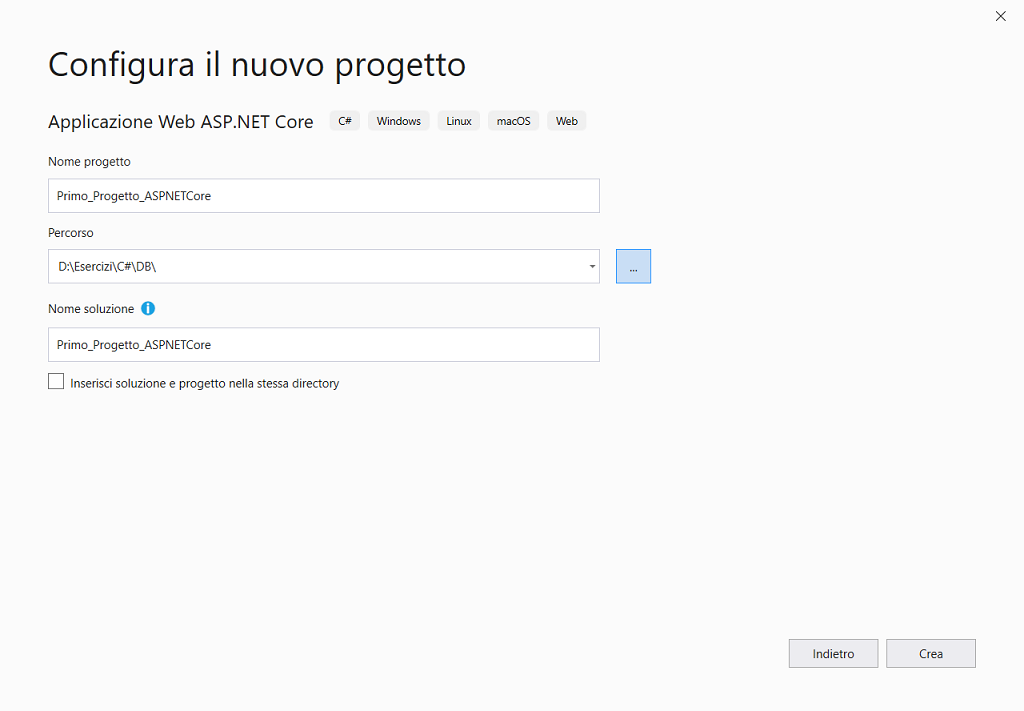 Configura il nuovo progetto
Applicazione Web ASP.NET Core C# Windows Linux macOS Web
Nome progetto
Primo_Progetto_ASPNETCore
Percorso
D:\Esercizi\C#\DB\ ...
Nome soluzione
Primo_Progetto_ASPNETCore
Inserisci soluzione e progetto nella stessa directory
Indietro Crea